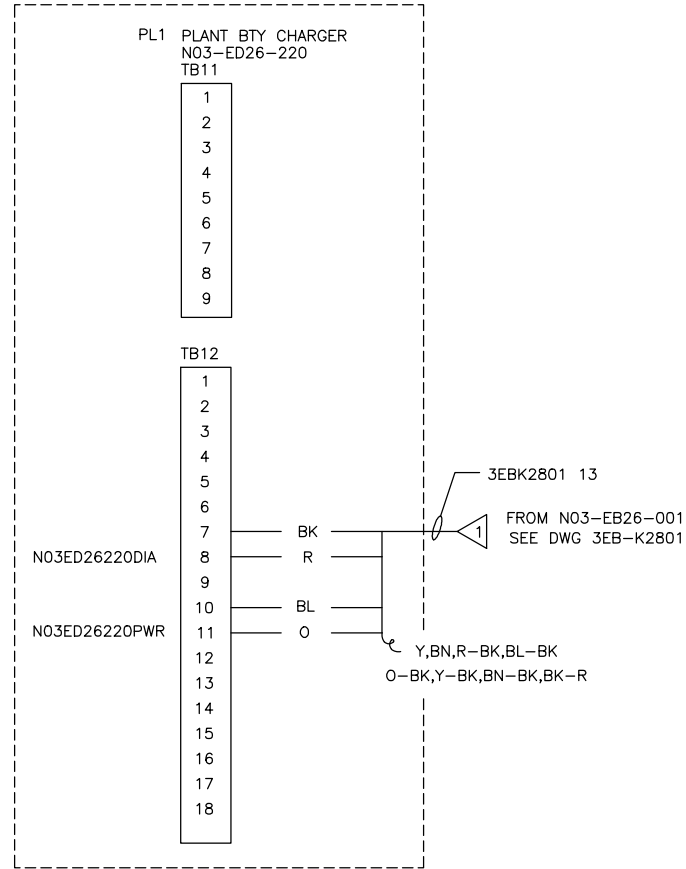 PL1 PLANT BTY CHARGER
N03-ED26-220
TB11
1
2
3
4
5
6
7
8
9
TB12
1
2
3
4
5
6
7 BK
N03ED26220DIA 8 R
9
10 BL
N03ED26220PWR 11 O
12
13
14
15
16
17
18
3EBK2801 13
1
FROM N03-EB26-001
SEE DWG 3EB-K2801
Y,BN,R-BK,BL-BK
O-BK,Y-BK,BN-BK,BK-R